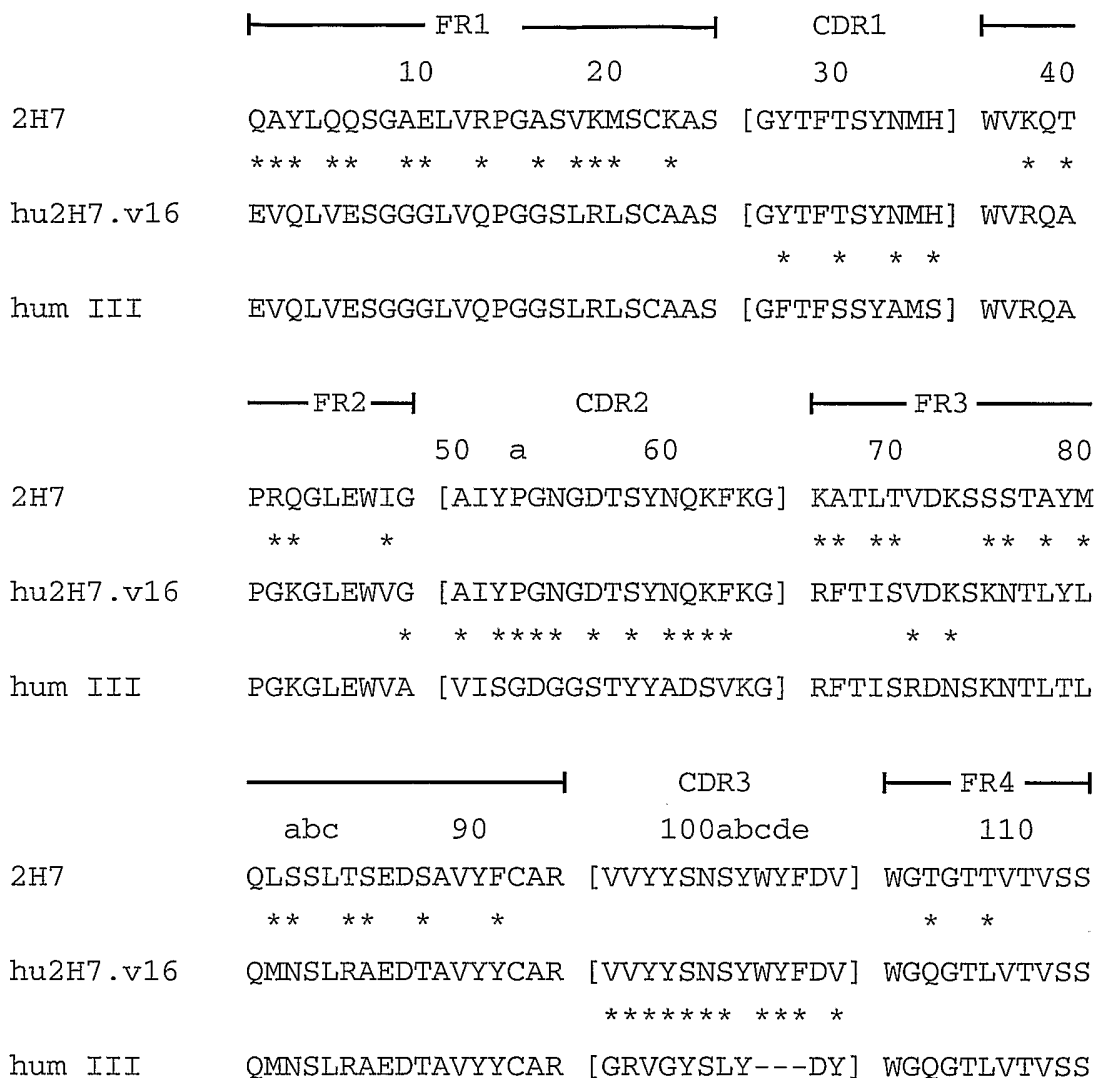 FR1 CDR1
10 20 30 40
2H7 QAYLQQSGAELVRPGASVKMSCKAS [GYTFTSYNMH] WVKQT
*** ** ** * * *** * * *
hu2H7.v16 EVQLVESGGGLVQPGGSLRLSCAAS [GYTFTSYNMH] WVRQA
* * * *
hum III EVQLVESGGGLVQPGGSLRLSCAAS [GFTFSSYAMS] WVRQA
FR2 CDR2 FR3
50 a 60 70 80
2H7 PRQGLEWIG [AIYPGNGDTSYNQKFKG] KATLTVDKSSSTAYM
** * ** ** ** * *
hu2H7.v16 PGKGLEWVG [AIYPGNGDTSYNQKFKG] RFTISVDKSKNTLYL
* * **** * * **** * *
hum III PGKGLEWVA [VISGDGGSTYYADSVKG] RFTISRDNSKNTLTL
CDR3 FR4
abc 90 100abcde 110
2H7 QLSSLTSEDSAVYFCAR [VVYYSNSYWYFDV] WGTGTTVTVSS
** ** * * * *
hu2H7.v16 QMNSLRAEDTAVYYCAR [VVYYSNSYWYFDV] WGQGTLVTVSS
******* *** *
hum III QMNSLRAEDTAVYYCAR [GRVGYSLY---DY] WGQGTLVTVSS